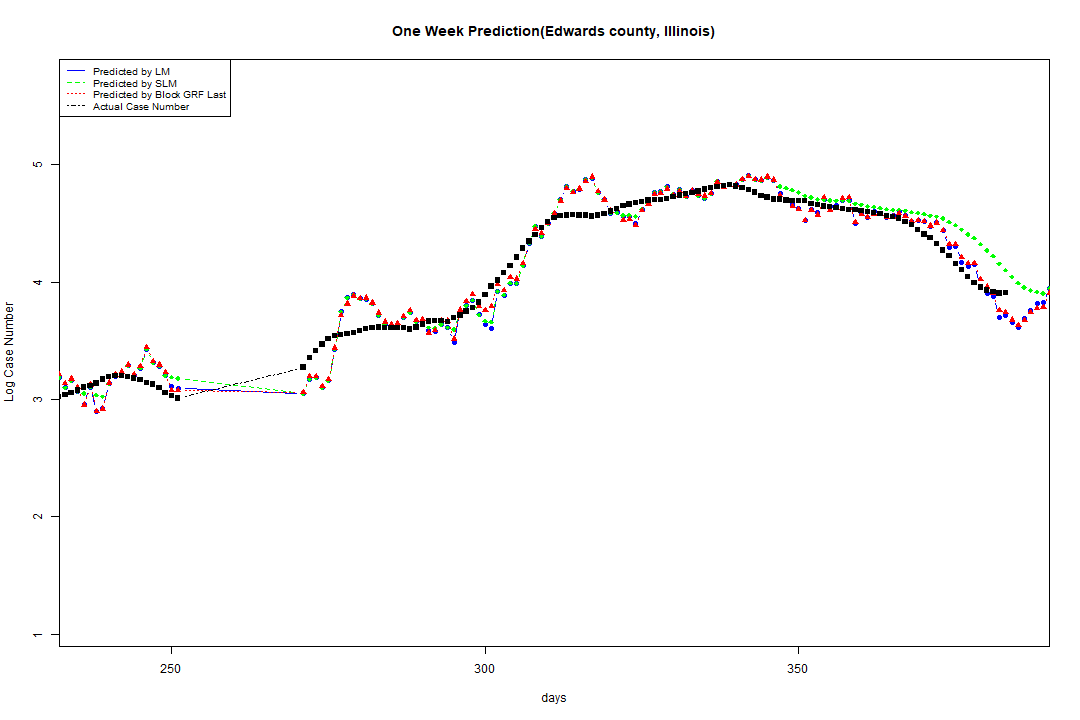 One Week Prediction(Edwards county, Illinois)
Predicted by LM
Predicted by SLM
Predicted by Block GRF Last
Actual Case Number
5
4
3
2
1
Log Case Number
250
300
350
days